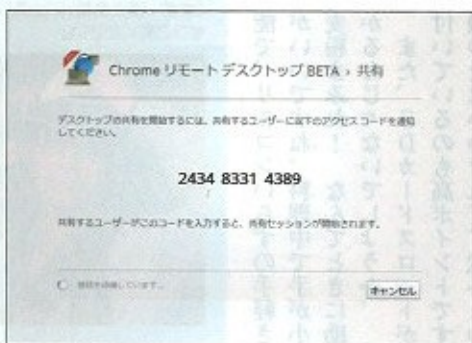 Chrome リモート デスクトップ BETA › 共有
デスクトップの共有を開始するには、共有するユーザーに以下のアクセス コードを通知
してください。
2434 8331 4389
共有するユーザーがこのコードを入力すると、共有セッションが開始されます。
キャンセル